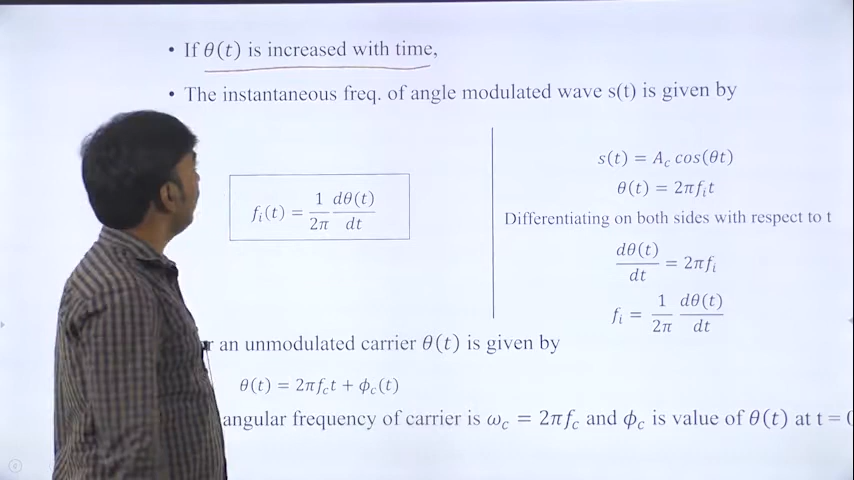 • If θ(t) is increased with time,
• The instantaneous freq. of angle modulated wave s(t) is given by
f_i(t) = 1/2π dθ(t)/dt
s(t) = A_c cos(θt)
θ(t) = 2πf_i t
Differentiating on both sides with respect to t
dθ(t)/dt = 2πf_i
f_i = 1/2π dθ(t)/dt
an unmodulated carrier θ(t) is given by
θ(t) = 2πf_c t + ϕ_c(t)
angular frequency of carrier is ω_c = 2πf_c and ϕ_c is value of θ(t) at t =